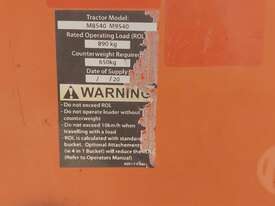 Tractor Model:
M8540 M9540
Rated Operating Load (ROL)
890 kg
Counterweight Required
650kg
Date of Supply:
/ / 20
WARNING
- Do not exceed ROL
- Do not operate loader without
counterweight
- Do not exceed 10km/h when
travelling with a load
- ROL is calculated with standard
bucket. Optional Attachments
4 in 1 Bucket) will reduce the
(Refer to Operators Manual)